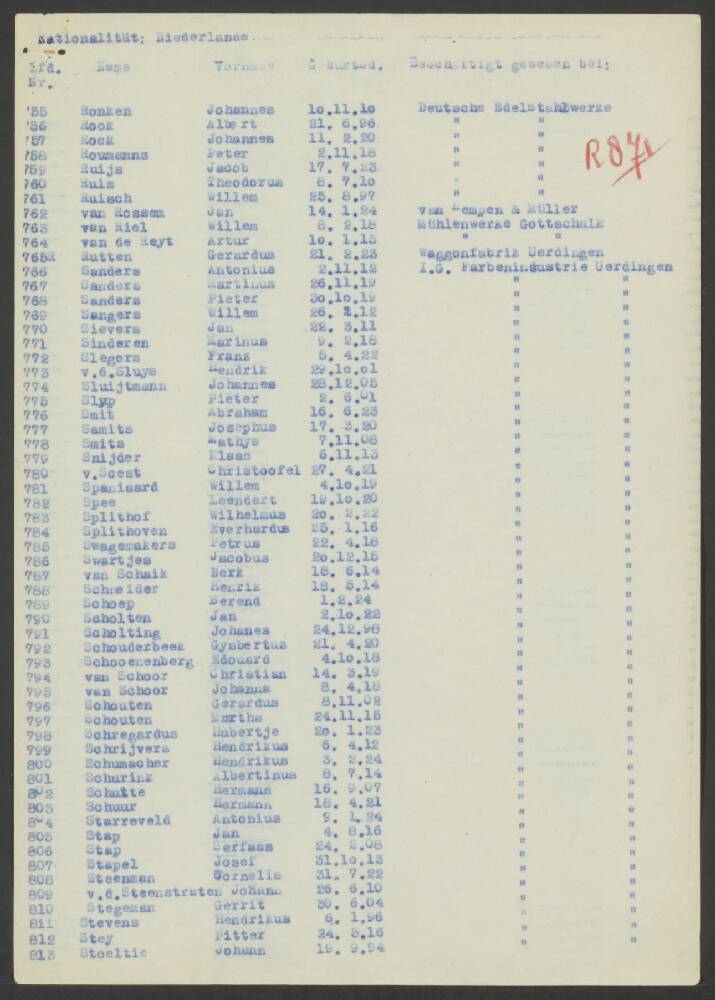 Nationalität: Niederlande
Lfd. Nr. Name Vorname Geburtsd. Beschäftigt gewesen bei:
R871
755 Ronken Johannes 10.11.10 Deutsche Edelstahlwerke
756 Rook Albert 21. 6.96 " "
757 Rock Johannes 11. 2.20 " "
758 Roumanns Peter 2.11.18 " "
759 Ruijs Jacob 17. 7.23 " "
760 Ruis Theodorus 8. 7.10 " "
761 Ruisch Willem 25. 8.97 " "
762 van Rossem Jan 14. 1.24 van Kempen & Müller
763 van Riel Willem 8. 2.18 Mühlenwerke Gottschalk
764 van de Reyt Artur 10. 1.15 " "
765 Rutten Gerardus 21. 2.23 Waggonfabrik Uerdingen
766 Sanders Antonius 2.11.12 I.G. Farbenindustrie Uerdingen
767 Sanders Martinus 26.11.19 " "
768 Sanders Pieter 30.10.19 " "
769 Sangers Willem 26. 2.12 " "
770 Sievers Jan 22. 3.11 " "
771 Sinderen Marinus 9. 2.18 " "
772 Slegers Frans 5. 4.22 " "
773 v.d.Sluys Hendrik 29.10.01 " "
774 Sluijtmann Johannes 28.12.05 " "
775 Slyp Pieter 2. 6.01 " "
776 Smit Abraham 16. 6.23 " "
777 Samits Josephus 17. 3.20 " "
778 Smits Mathys 7.11.08 " "
779 Snijder Klaas 6.11.13 " "
780 v.Soest Christoofel 27. 4.21 " "
781 Spaniaard Willem 4.10.19 " "
782 Spee Leendert 19.10.20 " "
783 Splithof Wilhelmus 20. 2.22 " "
784 Splithoven Everhardus 25. 1.16 " "
785 Swagemakers Petrus 22. 4.18 " "
786 Swartjes Jacobus 20.12.15 " "
787 van Schaik Berk 18. 6.14 " "
788 Schneider Henrik 18. 5.14 " "
789 Schoep Berend 1.2.24 " "
790 Scholten Jan 2.10.22 " "
791 Scholting Johanes 24.12.98 " "
792 Schouderbeek Gysbertus 21. 4.20 " "
793 Schooenenberg Edouard 4.10.18 " "
794 van Schoor Christian 14. 3.19 " "
795 van Schoor Johanna 8. 4.18 " "
796 Schouten Gerardus 8.11.02 " "
797 Schouten Martha 24.11.15 " "
798 Schregardus Hubertje 20. 1.23 " "
799 Schrijvers Hendrikus 6. 4.12 " "
800 Schumacher Hendrikus 3. 2.24 " "
801 Schurink Albertinus 8. 7.14 " "
802 Schutte Hermana 16. 9.07 " "
803 Schuur Hermann 18. 4.21 " "
804 Starreveld Antonius 9. 1.24 " "
805 Stap Jan 4. 8.16 " "
806 Stap Serfaas 24. 2.08 " "
807 Stapel Josef 31.10.13 " "
808 Steenman Cornelis 31. 7.22 " "
809 v.d.Steenstraten Johann 26. 6.10 " "
810 Stegeman Gerrit 30. 6.04 " "
811 Stevens Hendrikus 6. 1.96 " "
812 Stey Pitter 24. 5.16 " "
813 Stoeltie Johann 19. 9.94